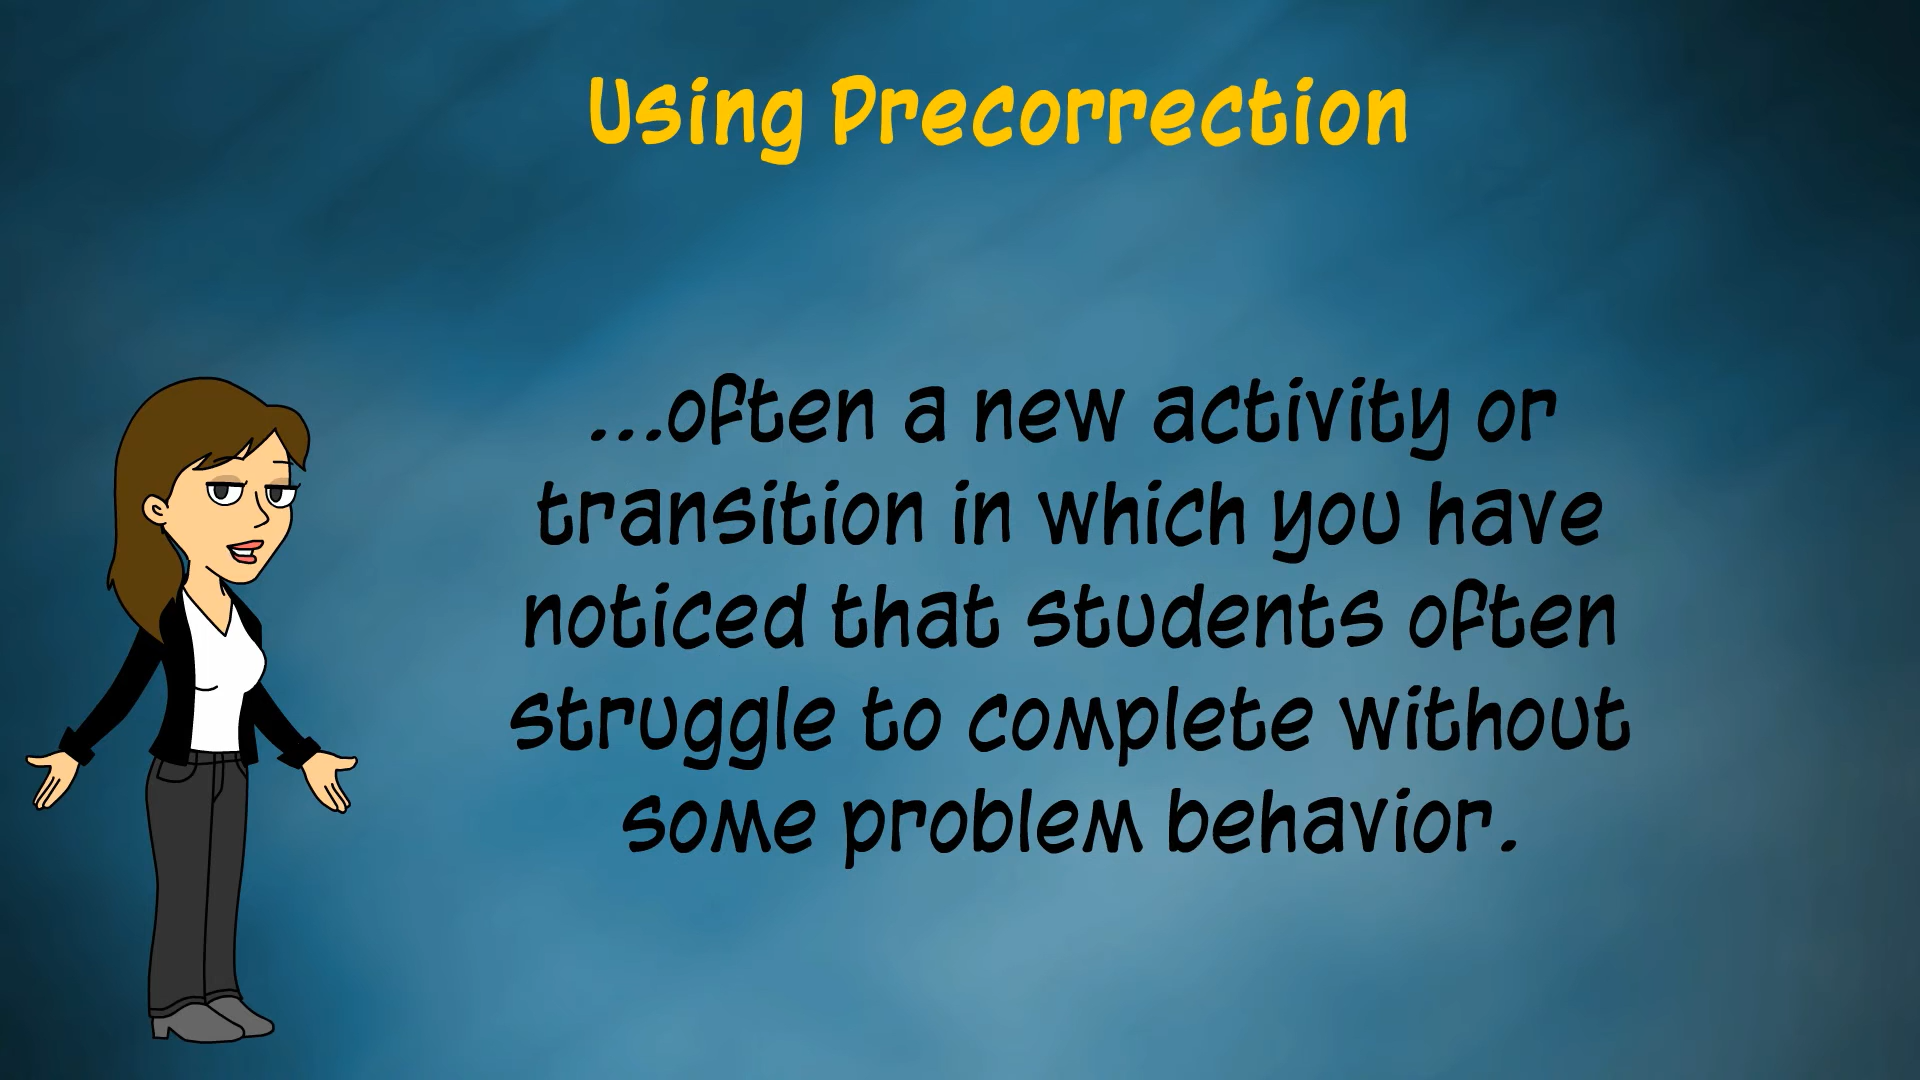 Using Precorrection
...often a new activity or
transition in which you have
noticed that students often
struggle to complete without
some problem behavior.